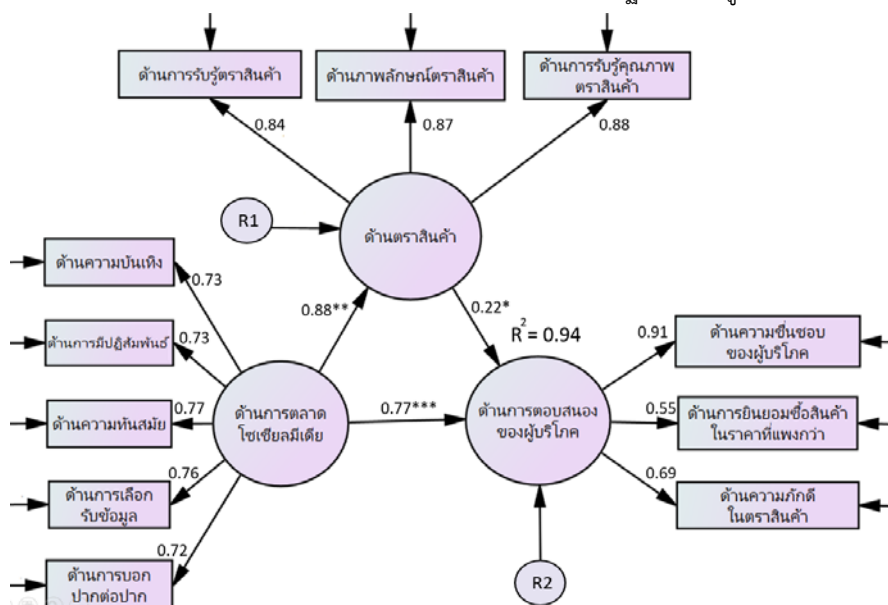 ด้านการรับรู้ตราสินค้า
ด้านภาพลักษณ์ตราสินค้า
ด้านการรับรู้คุณภาพ
ตราสินค้า
0.84
0.87
0.88
R1
ด้านตราสินค้า
ด้านความบันเทิง
0.73
0.88**
0.22*
R2 = 0.94
0.91
ด้านความชื่นชอบ
ของผู้บริโภค
ด้านการมีปฏิสัมพันธ์
0.73
ด้านความทันสมัย
0.77
ด้านการตลาด
โซเชียลมีเดีย
0.77***
ด้านการตอบสนอง
ของผู้บริโภค
0.55
ด้านการยินยอมซื้อสินค้า
ในราคาที่แพงกว่า
ด้านการเลือก
รับข้อมูล
0.76
0.69
ด้านความภักดี
ในตราสินค้า
0.72
ด้านการบอก
ปากต่อปาก
R2